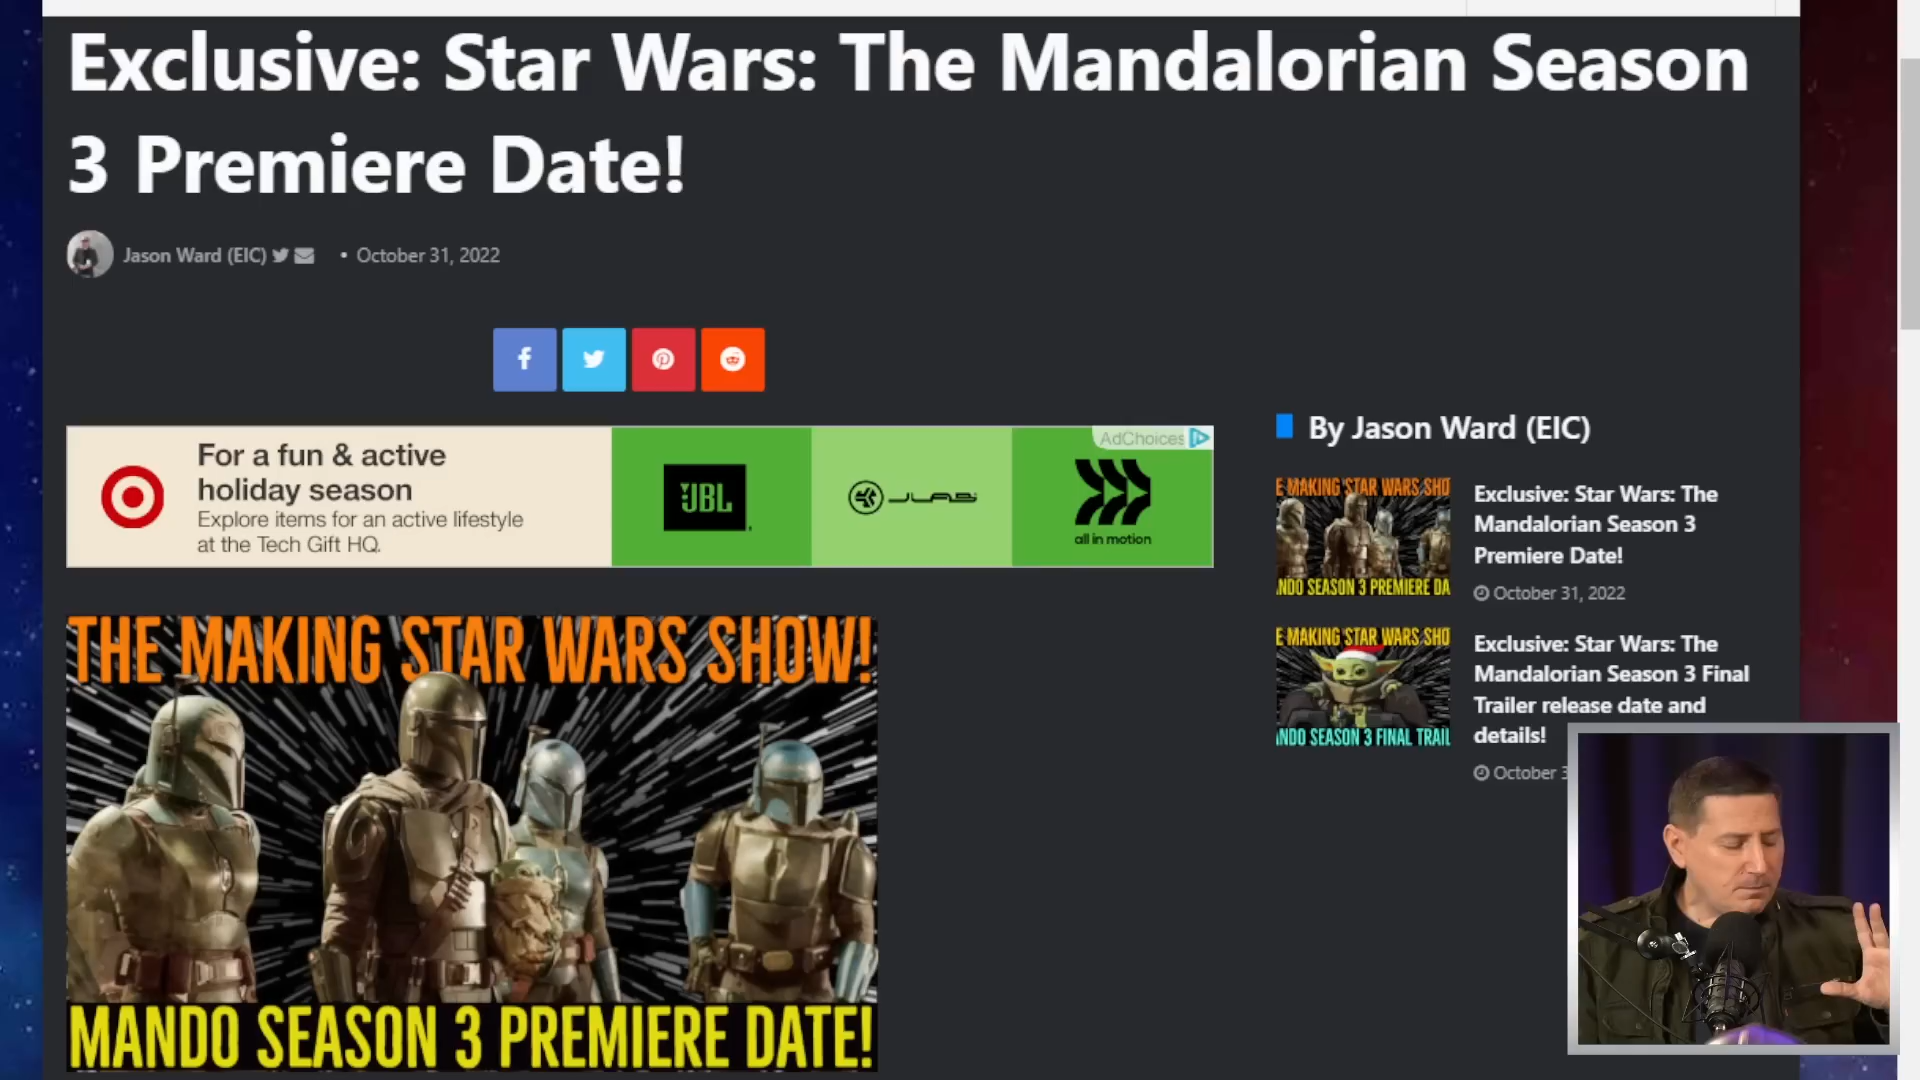 Exclusive: Star Wars: The Mandalorian Season
3 Premiere Date!
Jason Ward (EIC)
• October 31, 2022
For a fun & active
holiday season
Explore items for an active lifestyle
at the Tech Gift HQ.
JBL
JLAB
all in motion
AdChoices
THE MAKING STAR WARS SHOW!
MANDO SEASON 3 PREMIERE DATE!
By Jason Ward (EIC)
E MAKING STAR WARS SHO
NDO SEASON 3 PREMIERE DA
Exclusive: Star Wars: The
Mandalorian Season 3
Premiere Date!
October 31, 2022
E MAKING STAR WARS SHO
NDO SEASON 3 FINAL TRAIL
Exclusive: Star Wars: The
Mandalorian Season 3 Final
Trailer release date and
details!
October 3